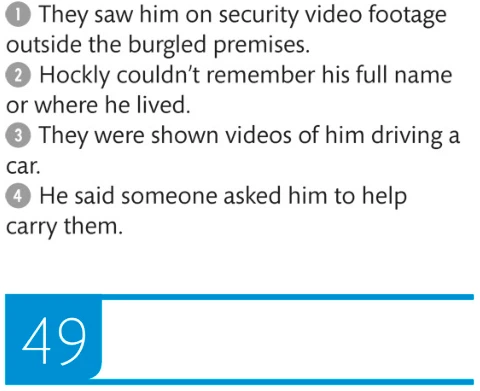 1 They saw him on security video footage
outside the burgled premises.
2 Hockly couldn't remember his full name
or where he lived.
3 They were shown videos of him driving a
car.
4 He said someone asked him to help
carry them.
49